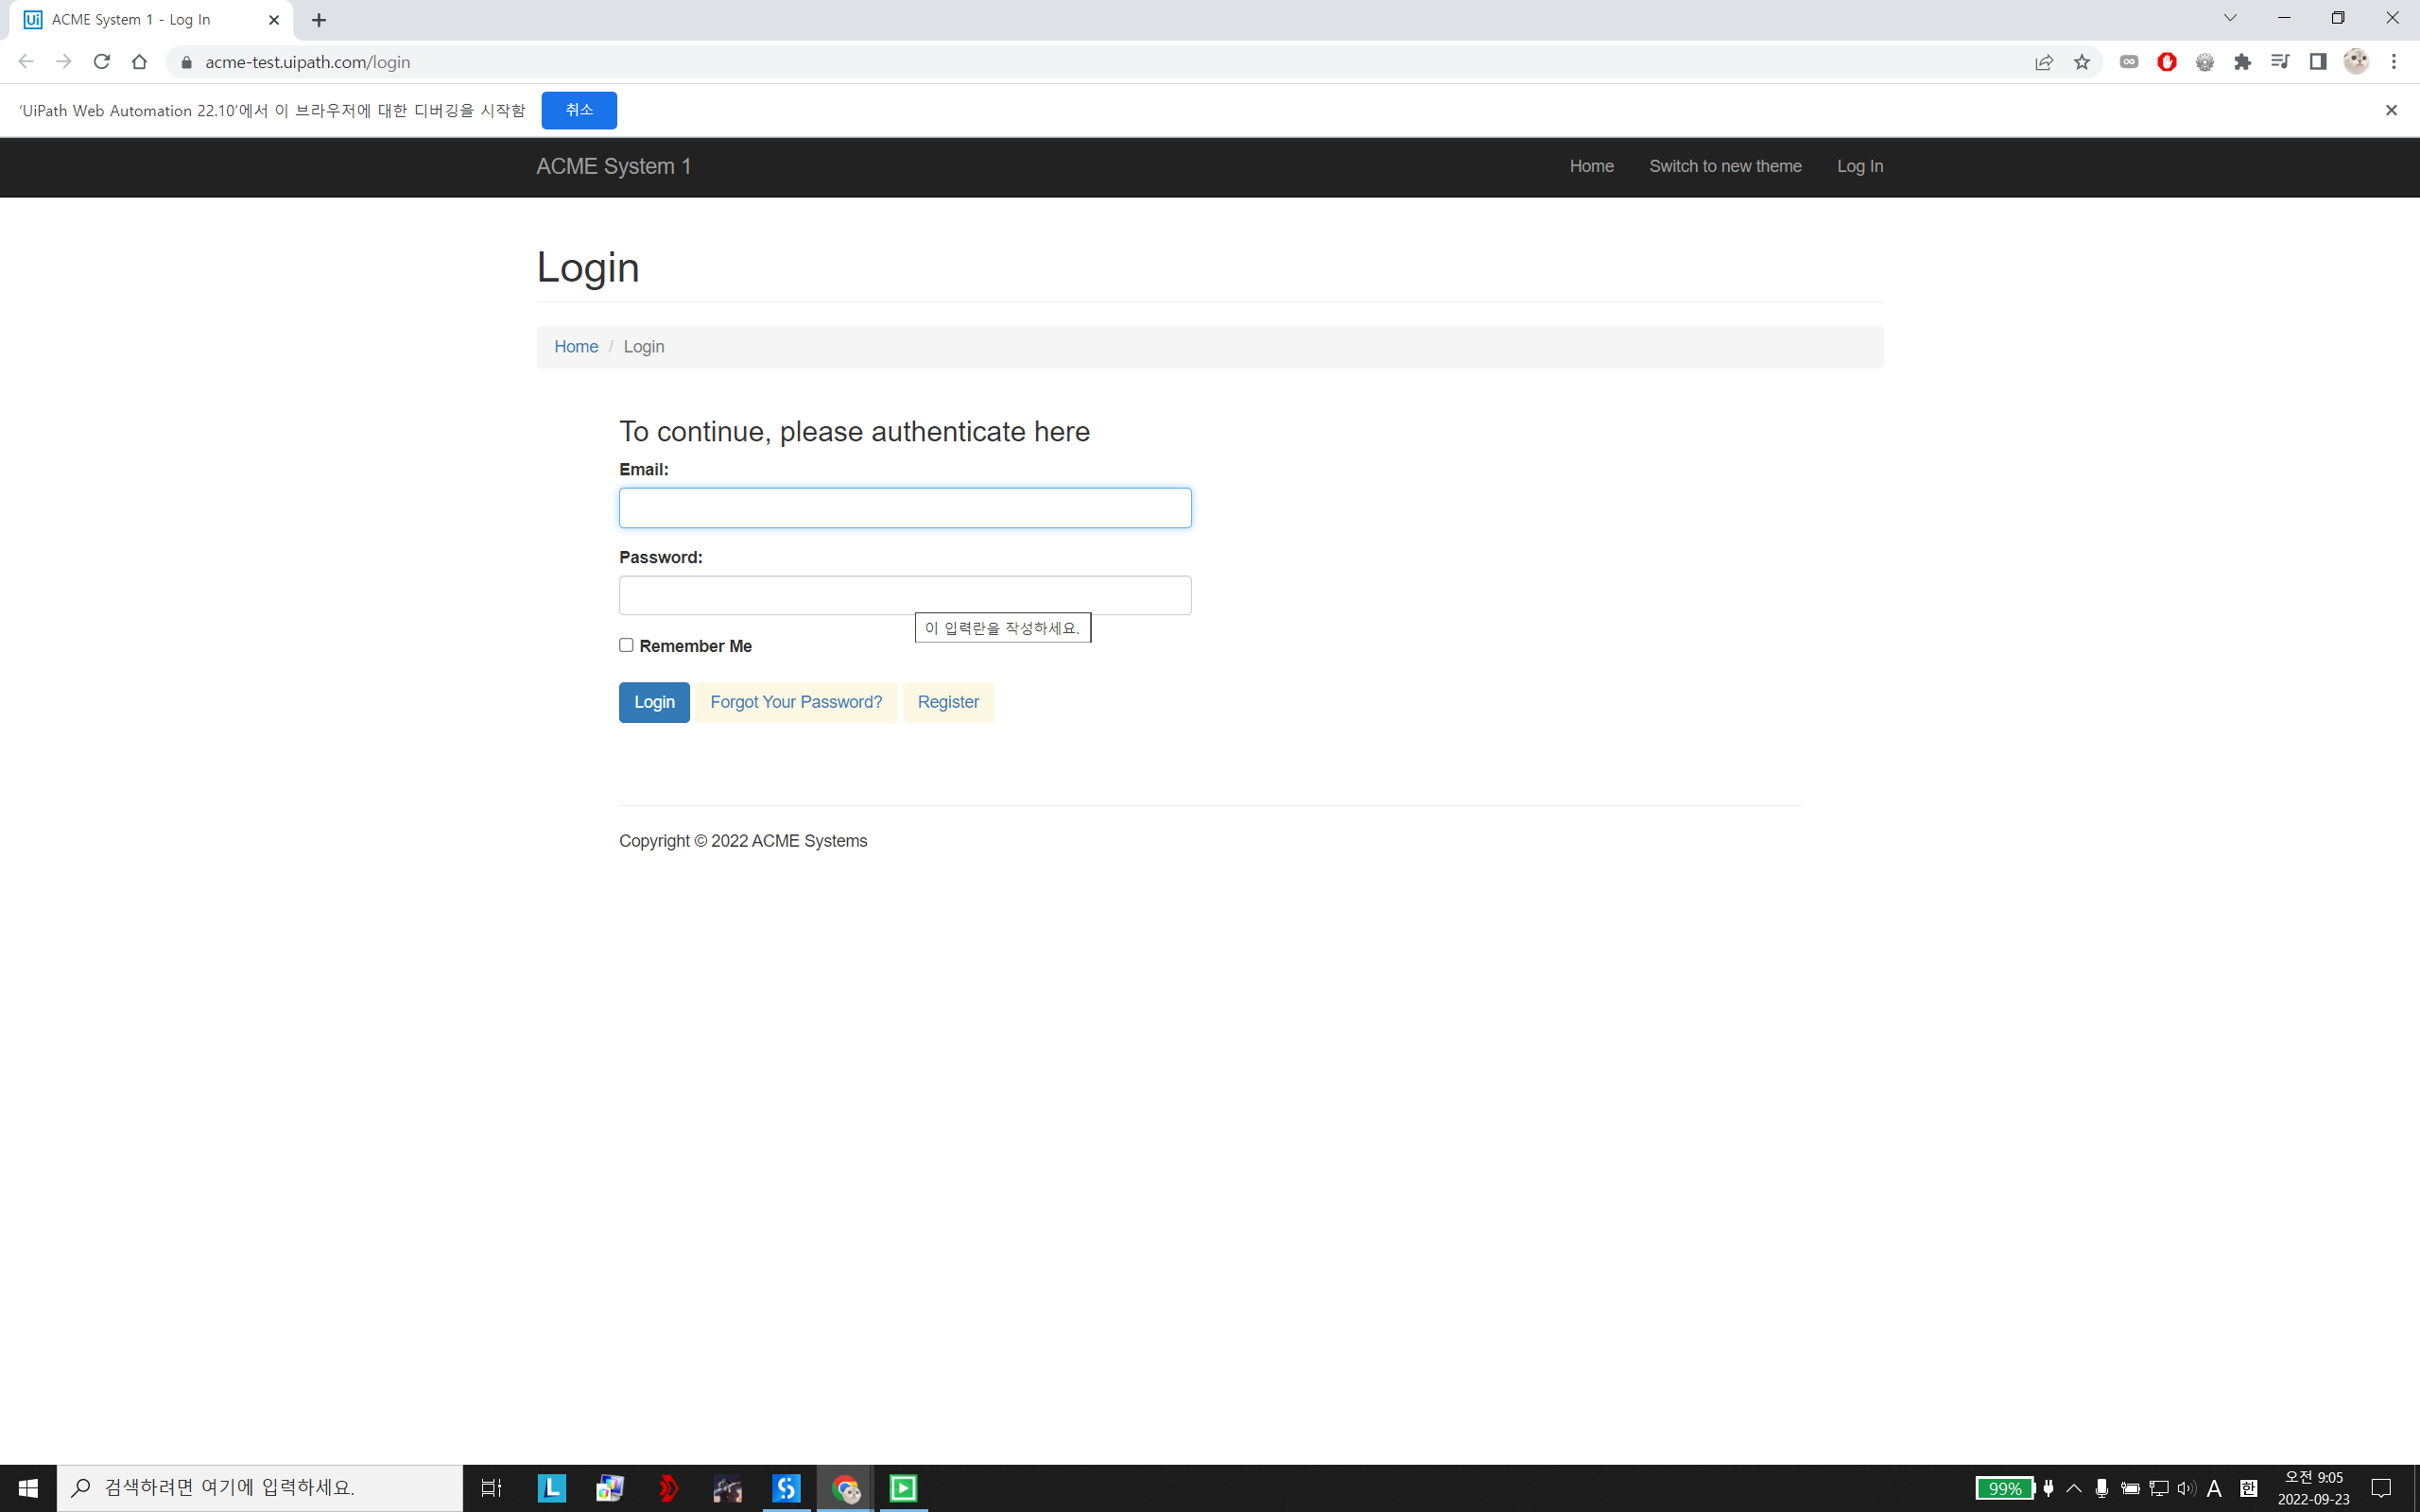 ACME System 1 - Log In
acme-test.uipath.com/login
'UiPath Web Automation 22.10'에서 이 브라우저에 대한 디버깅을 시작함 취소
ACME System 1 Home Switch to new theme Log In
Login
Home / Login
To continue, please authenticate here
Email:
Password:
이 입력란을 작성하세요.
Remember Me
Login Forgot Your Password? Register
Copyright © 2022 ACME Systems
검색하려면 여기에 입력하세요.
99% A 한 오전 9:05
2022-09-23